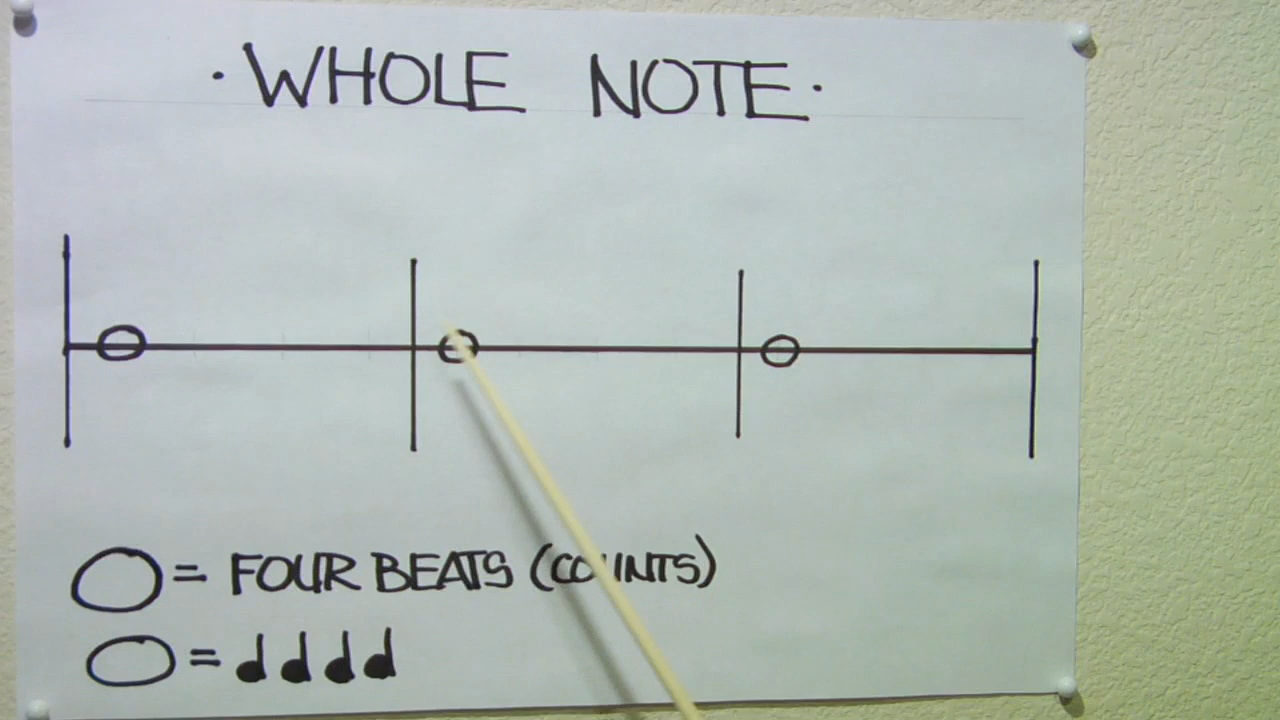 · WHOLE NOTE ·
= FOUR BEATS (COUNTS)
=